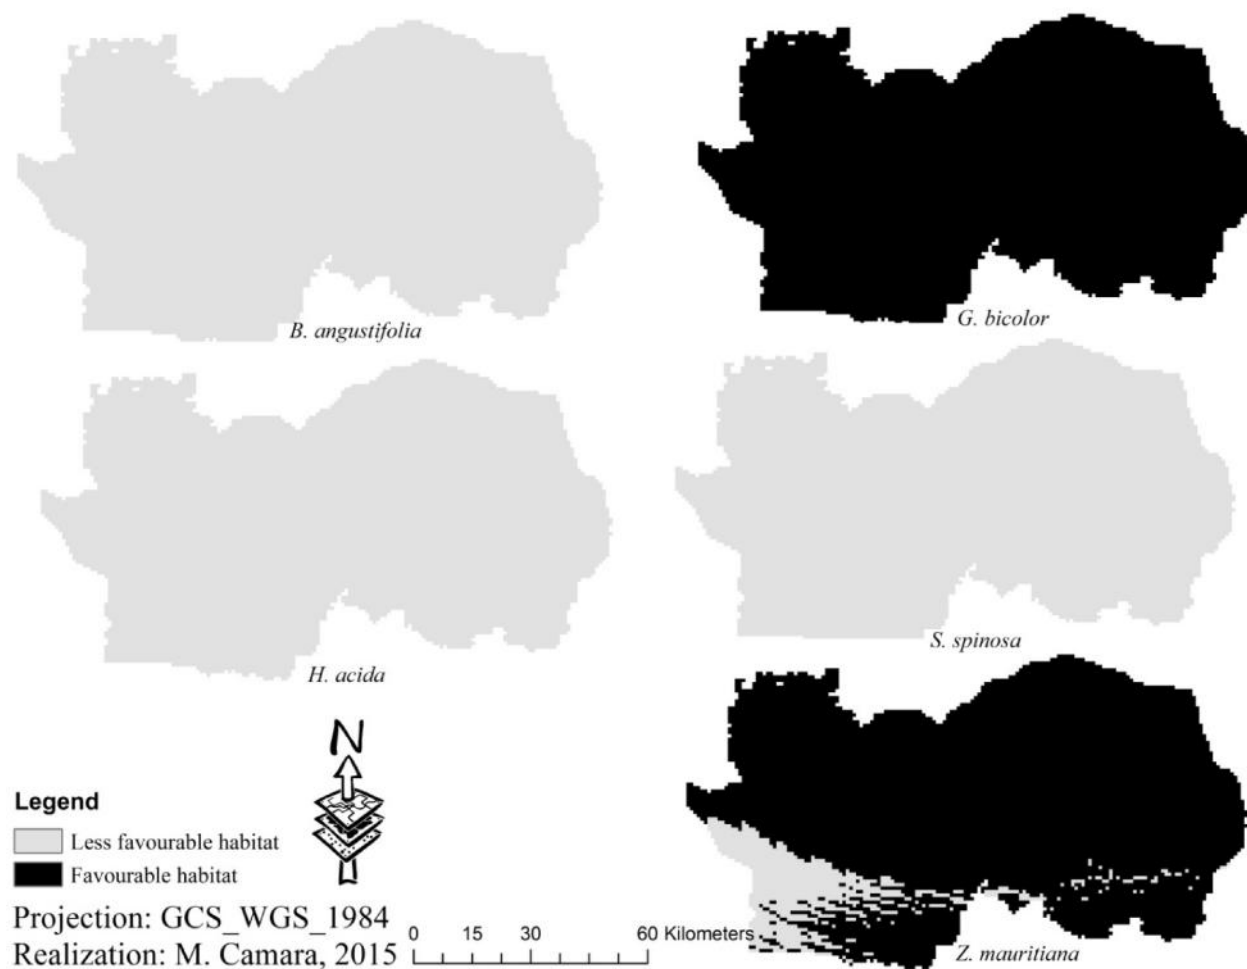 B. angustifolia
G. bicolor
H. acida
S. spinosa
N
Legend
Less favourable habitat
Favourable habitat
Projection: GCS_WGS_1984
Realization: M. Camara, 2015
0 15 30 60 Kilometers
Z. mauritiana